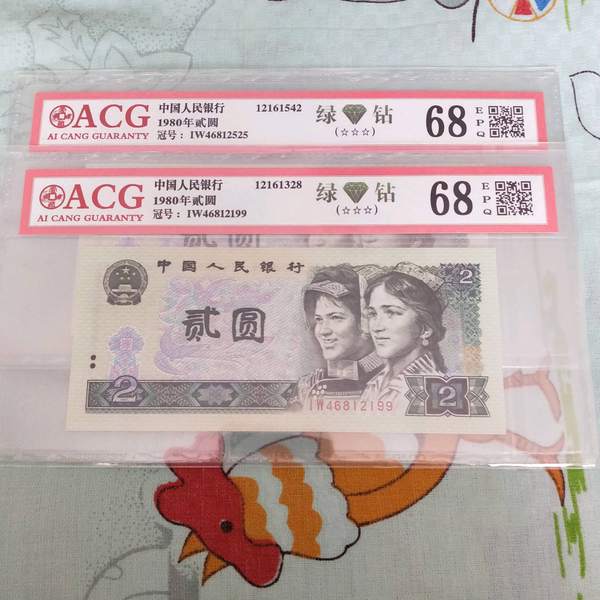 ACG
AI CANG GUARANTY
中国人民银行 12161542
1980年贰圆
冠号: IW46812525
绿 钻
(☆☆☆)
68
EPQ
ACG
AI CANG GUARANTY
中国人民银行 12161328
1980年贰圆
冠号: IW46812199
绿 钻
(☆☆☆)
68
EPQ
贰圆
中国人民银行
2
贰圆
2
2
IW46812199